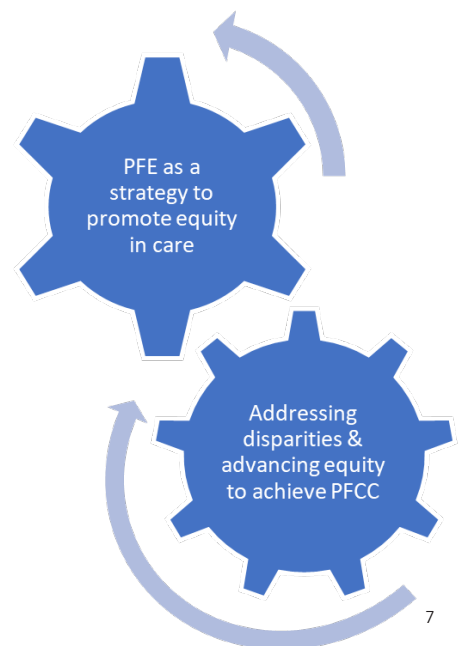 PFE as a
strategy to
promote equity
in care
Addressing
disparities &
advancing equity
to achieve PFCC
7